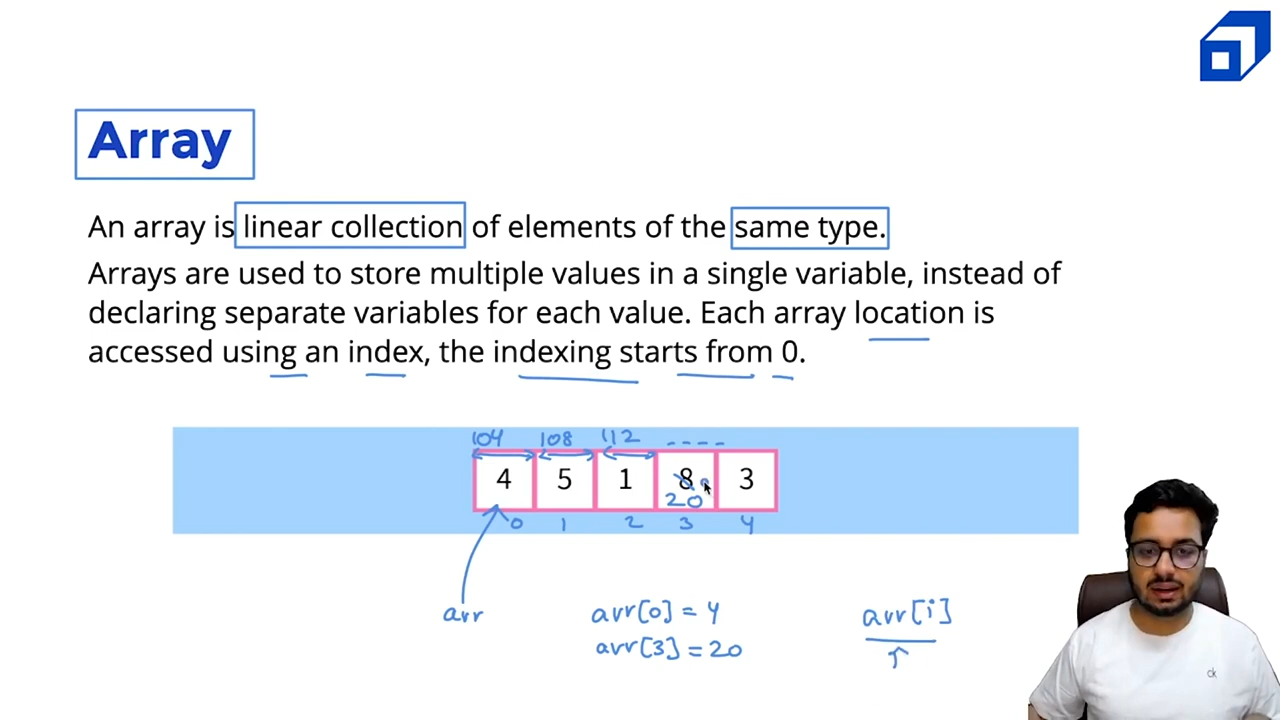 Array
An array is linear collection of elements of the same type.
Arrays are used to store multiple values in a single variable, instead of
declaring separate variables for each value. Each array location is
accessed using an index, the indexing starts from 0.
104 108 112 ----
4 5 1 8 3
20
0 1 2 3 4
arr
arr[0] = 4
arr[3] = 20
arr[i]
ck